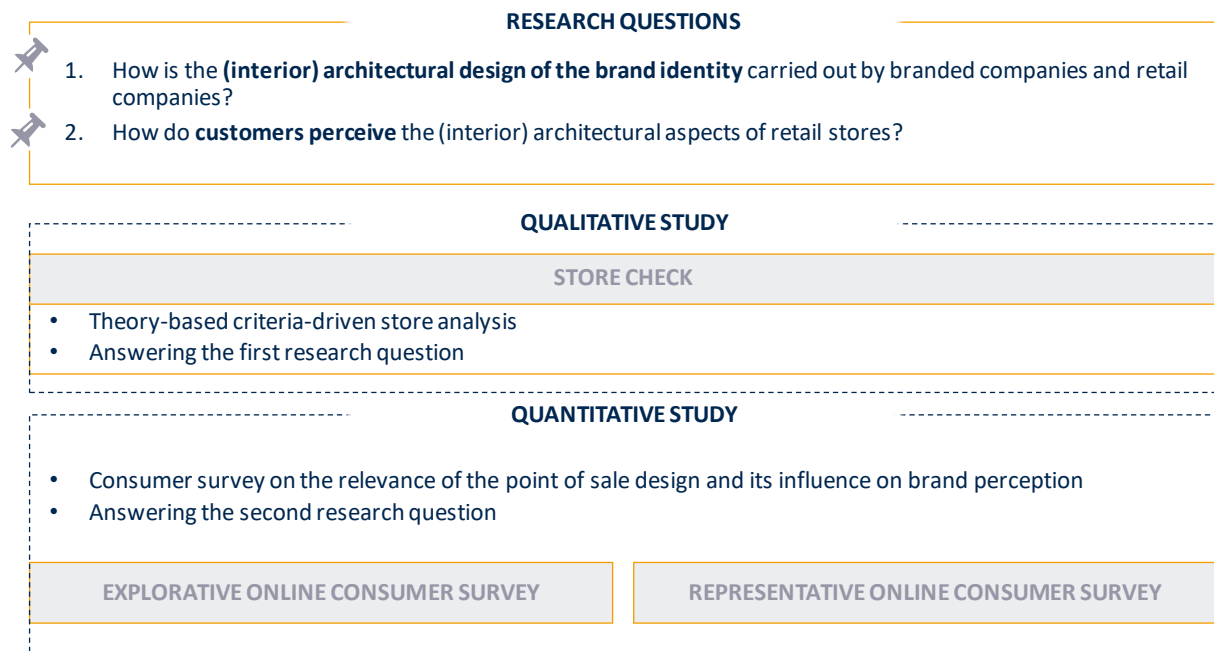 RESEARCH QUESTIONS
1. How is the (interior) architectural design of the brand identity carried out by branded companies and retail
companies?
2. How do customers perceive the (interior) architectural aspects of retail stores?
QUALITATIVE STUDY
STORE CHECK
• Theory-based criteria-driven store analysis
• Answering the first research question
QUANTITATIVE STUDY
• Consumer survey on the relevance of the point of sale design and its influence on brand perception
• Answering the second research question
EXPLORATIVE ONLINE CONSUMER SURVEY
REPRESENTATIVE ONLINE CONSUMER SURVEY